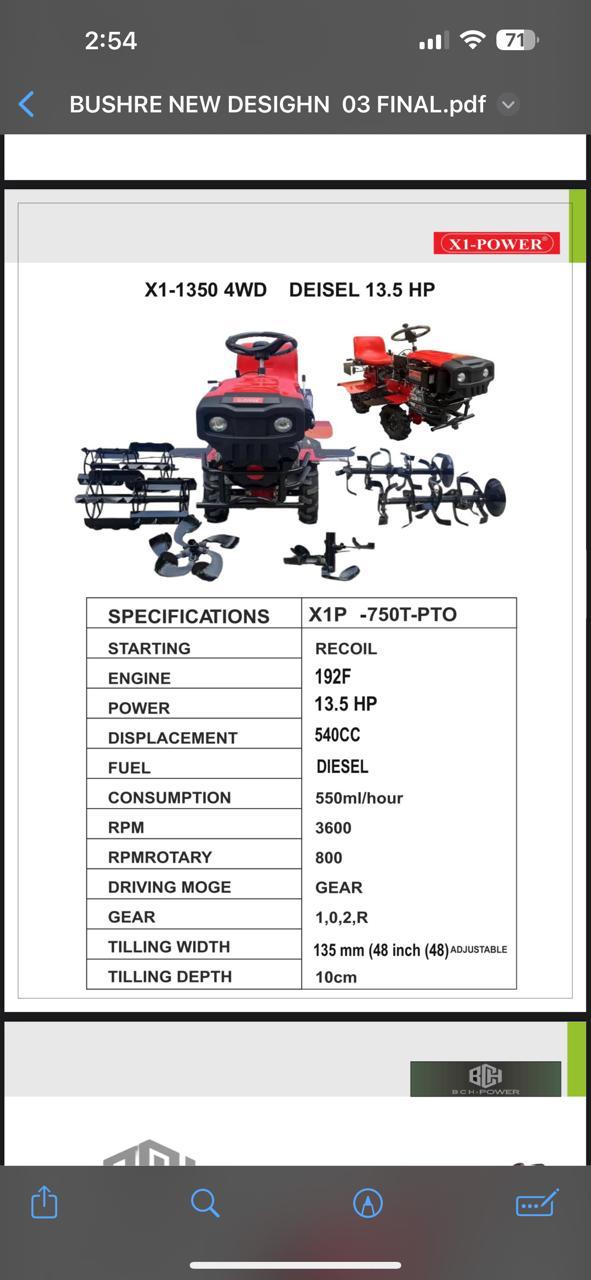 2:54
71
BUSHRE NEW DESIGHN 03 FINAL.pdf
X1-POWER®
X1-1350 4WD DEISEL 13.5 HP
SPECIFICATIONS X1P -750T-PTO
STARTING RECOIL
ENGINE 192F
POWER 13.5 HP
DISPLACEMENT 540CC
FUEL DIESEL
CONSUMPTION 550ml/hour
RPM 3600
RPMROTARY 800
DRIVING MOGE GEAR
GEAR 1,0,2,R
TILLING WIDTH 135 mm (48 inch (48) ADJUSTABLE
TILLING DEPTH 10cm
BCH
BCH-POWER